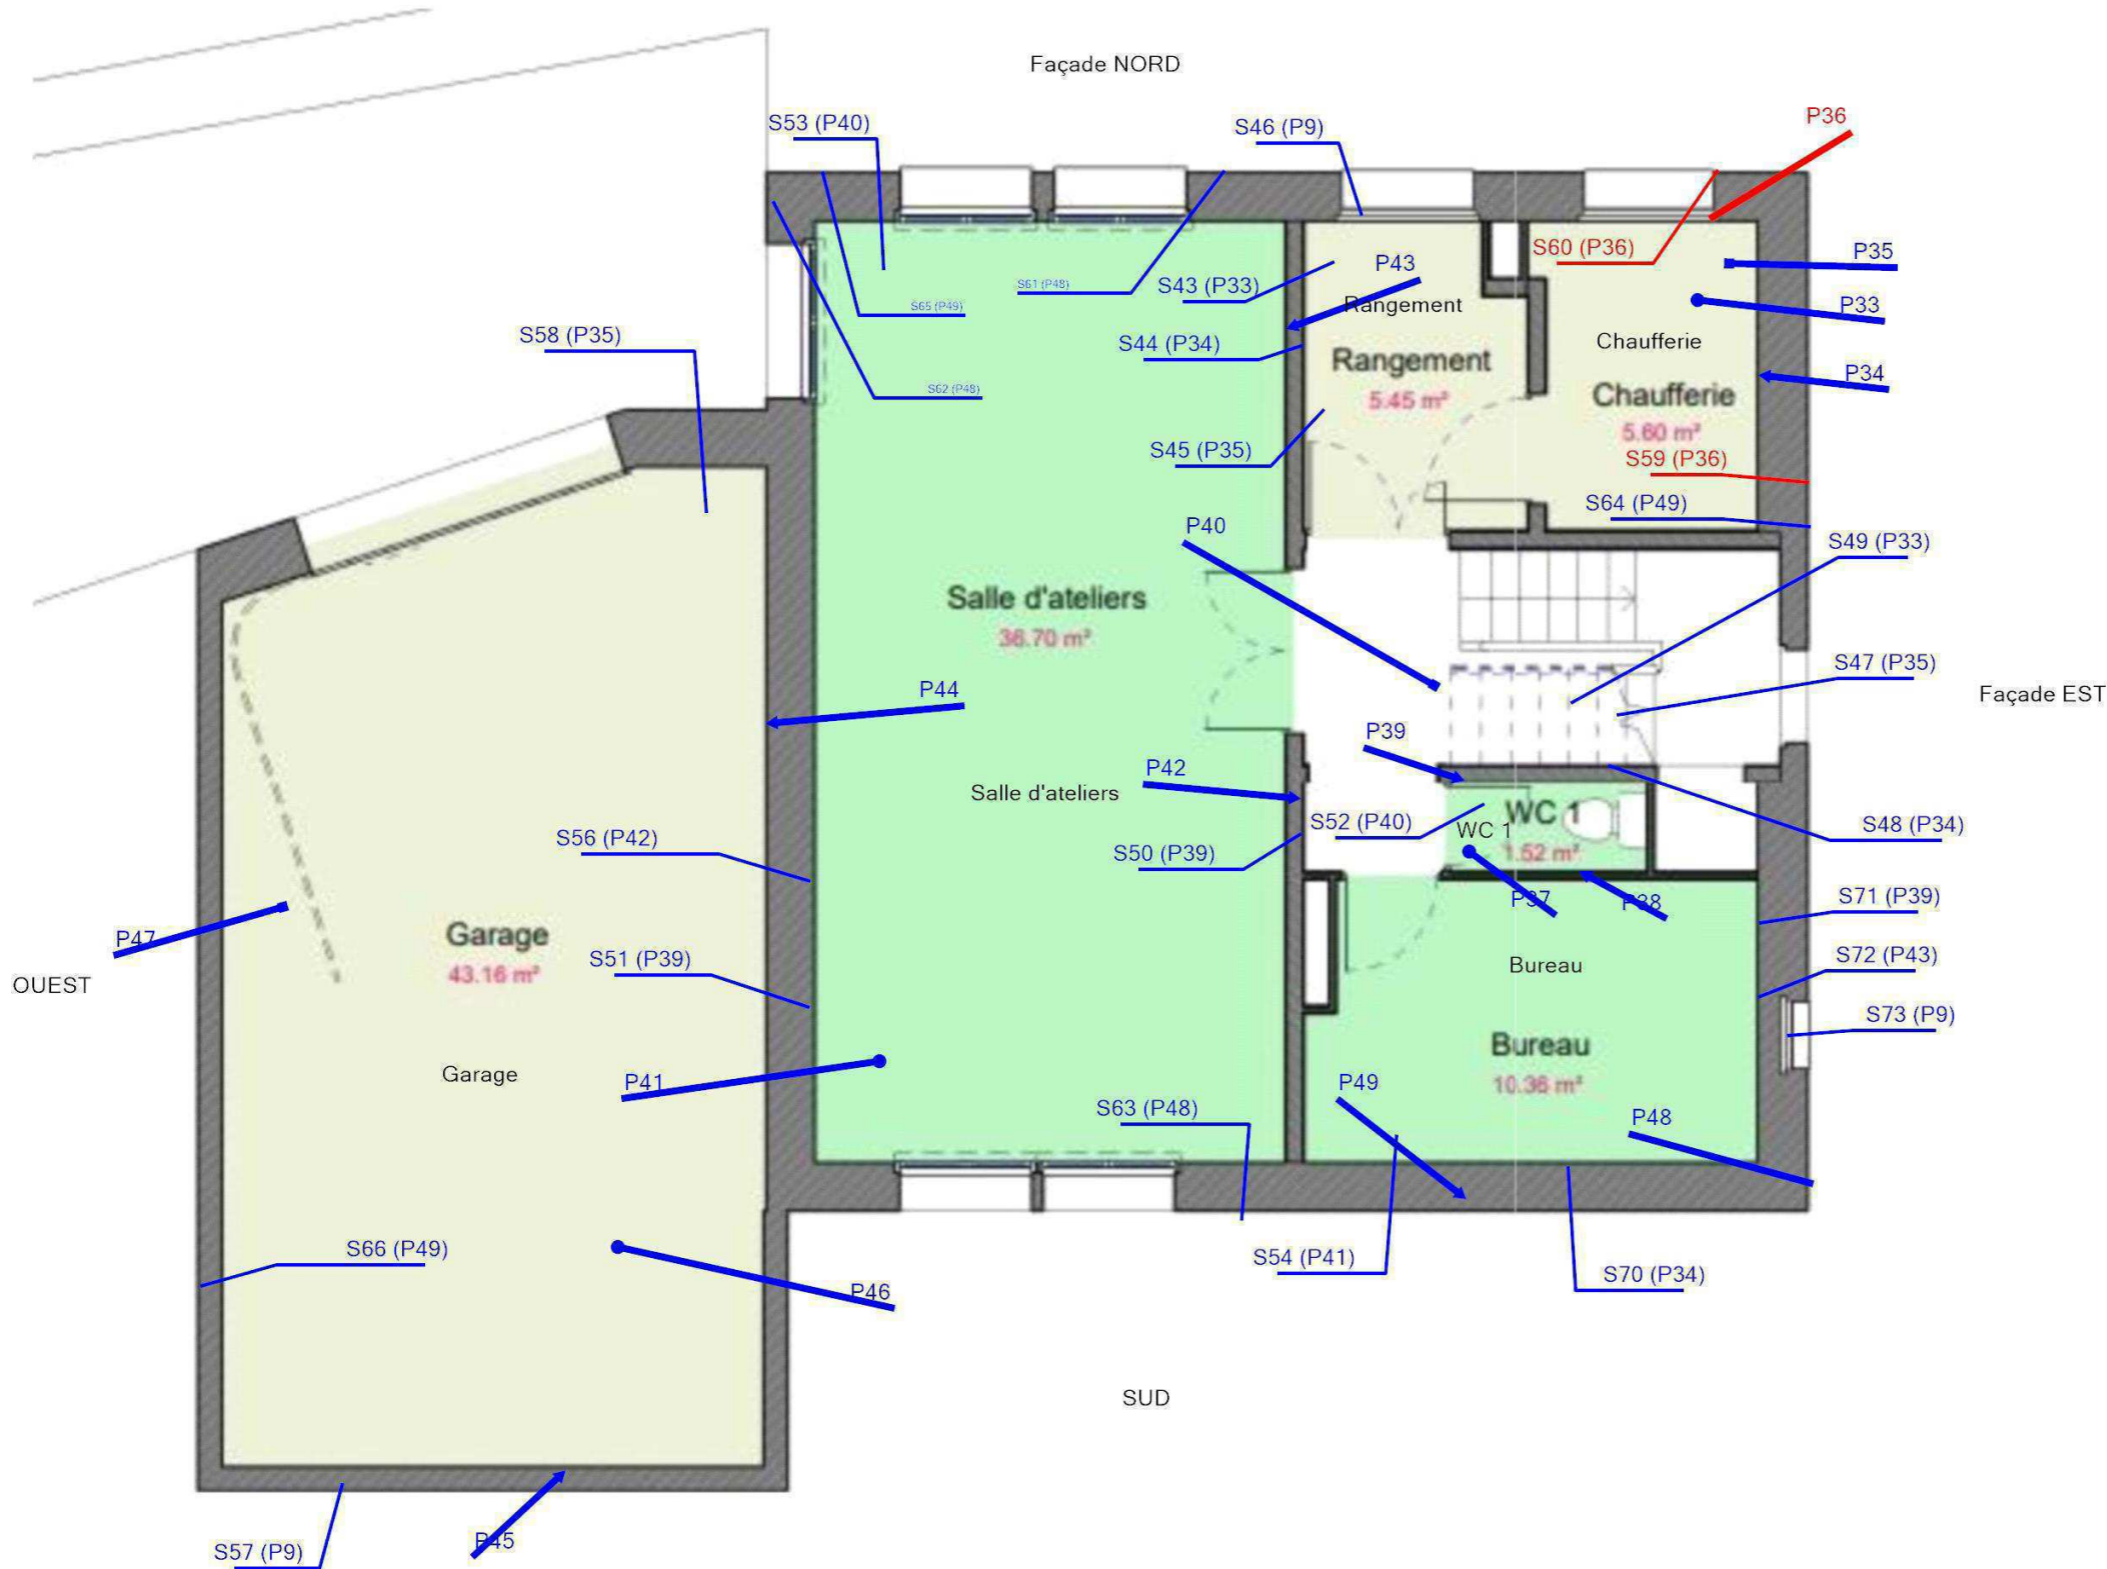 Façade NORD
P36
S53 (P40)
S46 (P9)
S60 (P36)
P35
P43
S43 (P33)
S61 (P48)
S65 (P49)
Rangement
P33
S58 (P35)
S44 (P34)
Chaufferie
Rangement
5.45 m²
P34
S62 (P48)
Chaufferie
5.60 m²
S45 (P35)
S59 (P36)
S64 (P49)
P40
S49 (P33)
Salle d'ateliers
36.70 m²
S47 (P35)
P44
Façade EST
P39
P42
Salle d'ateliers
WC 1
S52 (P40)
WC 1
S48 (P34)
S56 (P42)
S50 (P39)
1.52 m²
P37
P38
S71 (P39)
P47
Garage
43.16 m²
S51 (P39)
Bureau
S72 (P43)
OUEST
S73 (P9)
Bureau
10.36 m²
Garage
P41
P49
S63 (P48)
P48
S66 (P49)
S54 (P41)
S70 (P34)
P46
SUD
P45
S57 (P9)